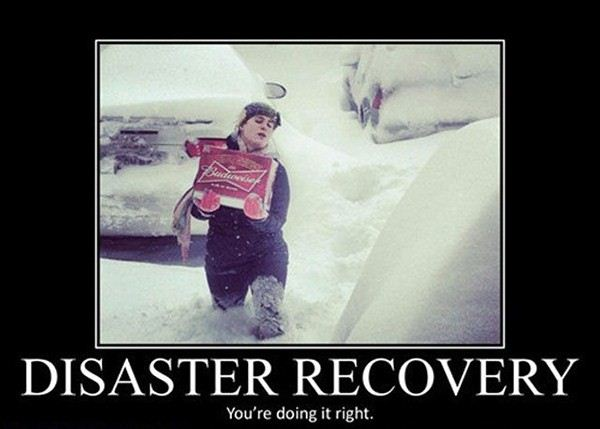 Budweiser
DISASTER RECOVERY
You're doing it right.